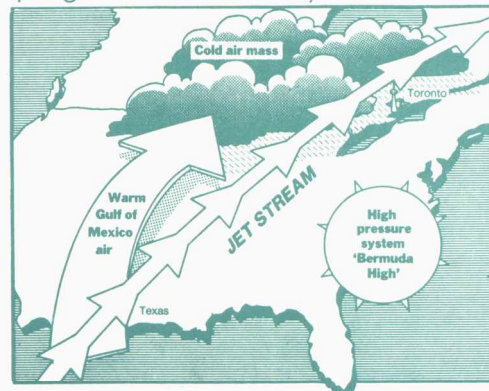 Cold air mass
Toronto
Warm
Gulf of
Mexico
air
JET STREAM
High
pressure
system
'Bermuda
High'
Texas